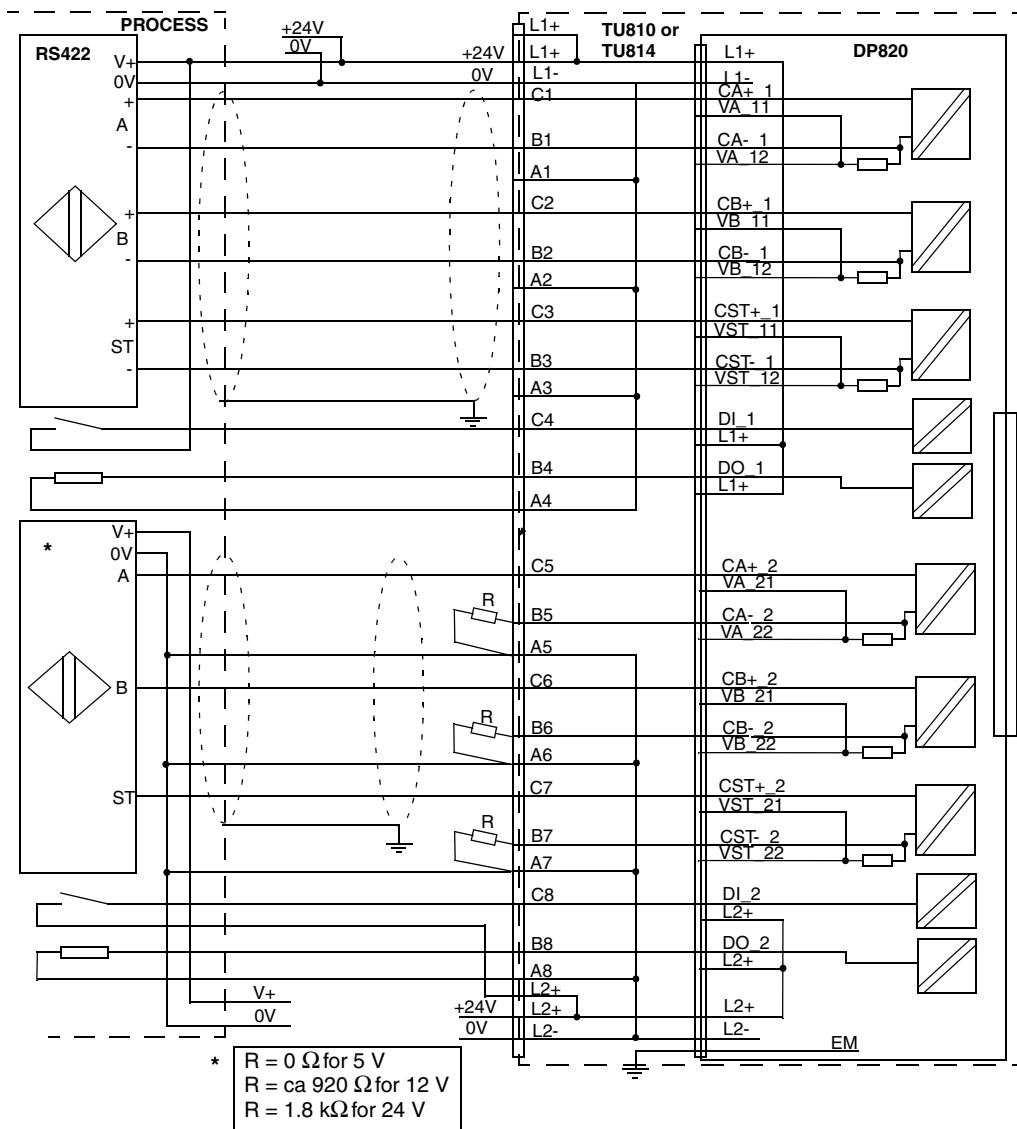 PROCESS
+24V
0V
L1+
TU810 or
TU814
RS422
DP820
V+
+24V
L1+
L1+
0V
0V
L1-
L1-
+
C1
CA+_1
VA_11
A
-
B1
CA-_1
VA_12
A1
+
C2
CB+_1
VB_11
B
-
B2
CB-_1
VB_12
A2
+
C3
CST+_1
VST_11
ST
-
B3
CST-_1
VST_12
A3
C4
DI_1
L1+
B4
DO_1
L1+
A4
V+
*
*
0V
A
C5
CA+_2
VA_21
R
B5
CA-_2
VA_22
A5
B
C6
CB+_2
VB_21
R
B6
CB-_2
VB_22
A6
ST
C7
CST+_2
VST_21
R
B7
CST-_2
VST_22
A7
C8
DI_2
L2+
B8
DO_2
L2+
A8
V+
L2+
+24V
L2+
L2+
0V
0V
L2-
L2-
EM
*
R = 0 Ω for 5 V
R = ca 920 Ω for 12 V
R = 1.8 kΩ for 24 V